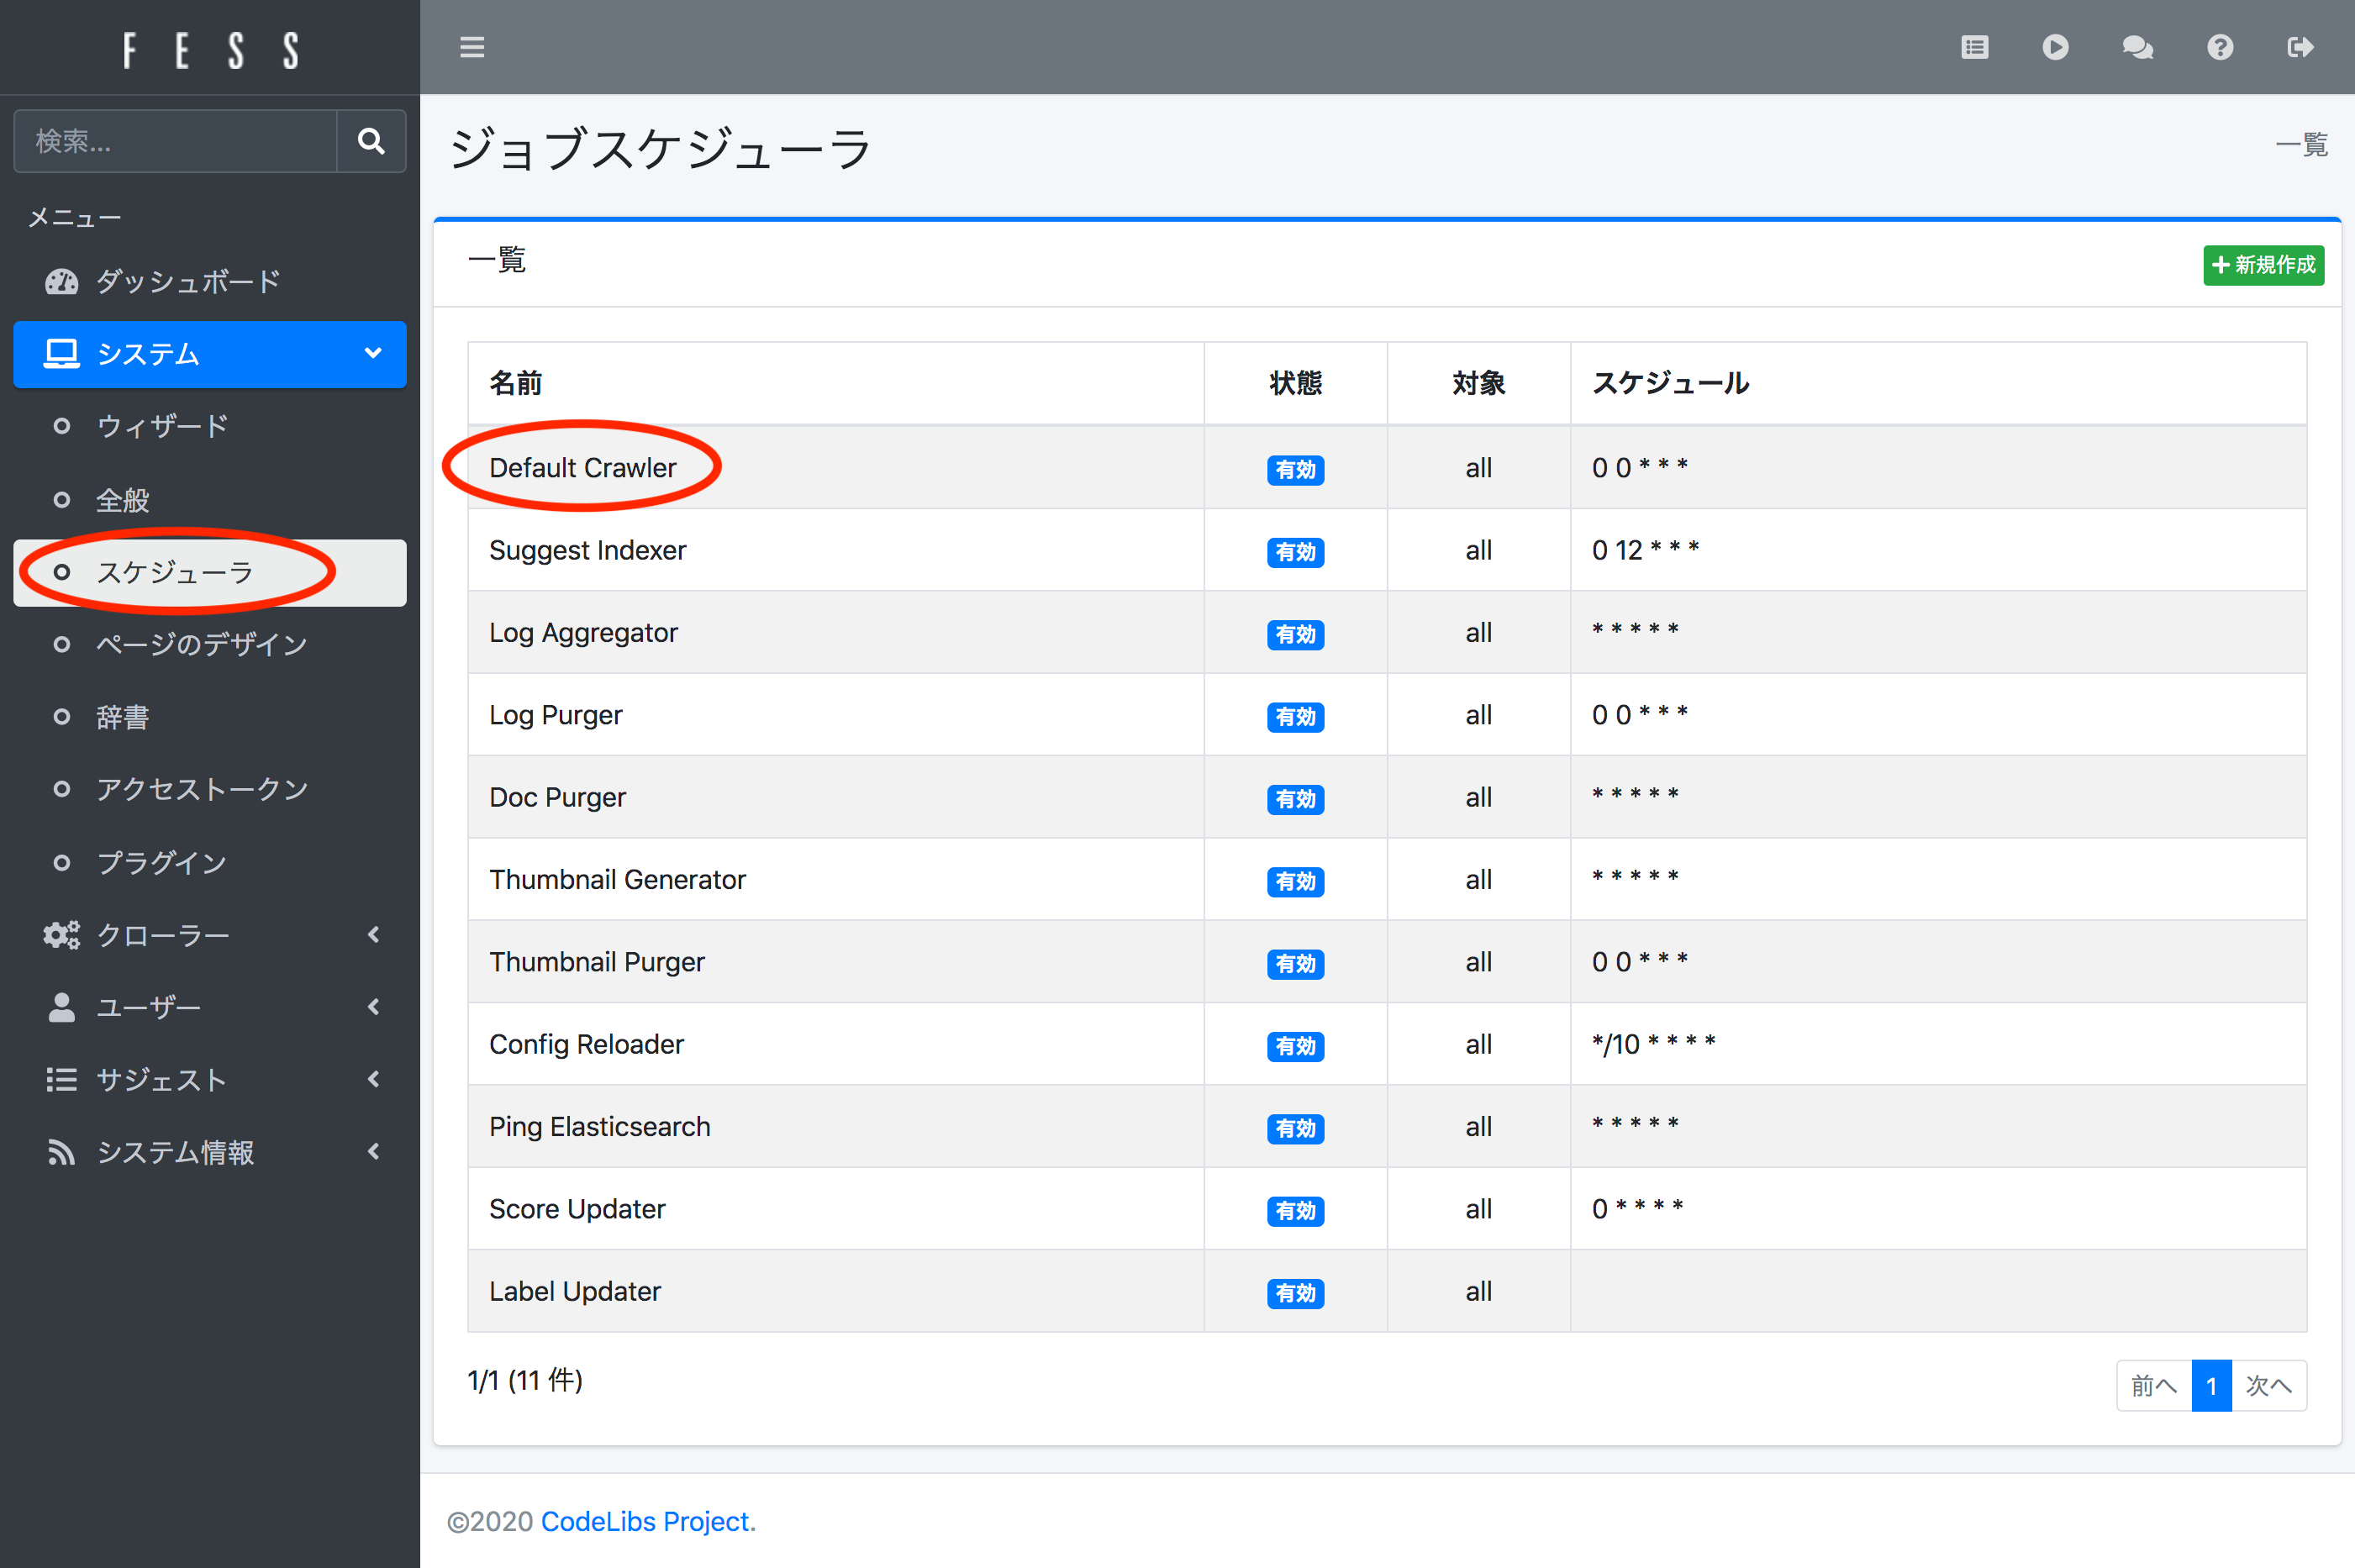 FESS
検索...
メニュー
ダッシュボード
システム
ウィザード
全般
スケジューラ
ページのデザイン
辞書
アクセストークン
プラグイン
クローラー
ユーザー
サジェスト
システム情報
ジョブスケジューラ
一覧
一覧
新規作成
名前 状態 対象 スケジュール
Default Crawler 有効 all 0 0 * * *
Suggest Indexer 有効 all 0 12 * * *
Log Aggregator 有効 all * * * * *
Log Purger 有効 all 0 0 * * *
Doc Purger 有効 all * * * * *
Thumbnail Generator 有効 all * * * * *
Thumbnail Purger 有効 all 0 0 * * *
Config Reloader 有効 all */10 * * * *
Ping Elasticsearch 有効 all * * * * *
Score Updater 有効 all 0 * * * *
Label Updater 有効 all
1/1 (11 件)
前へ 1 次へ
©2020 CodeLibs Project.